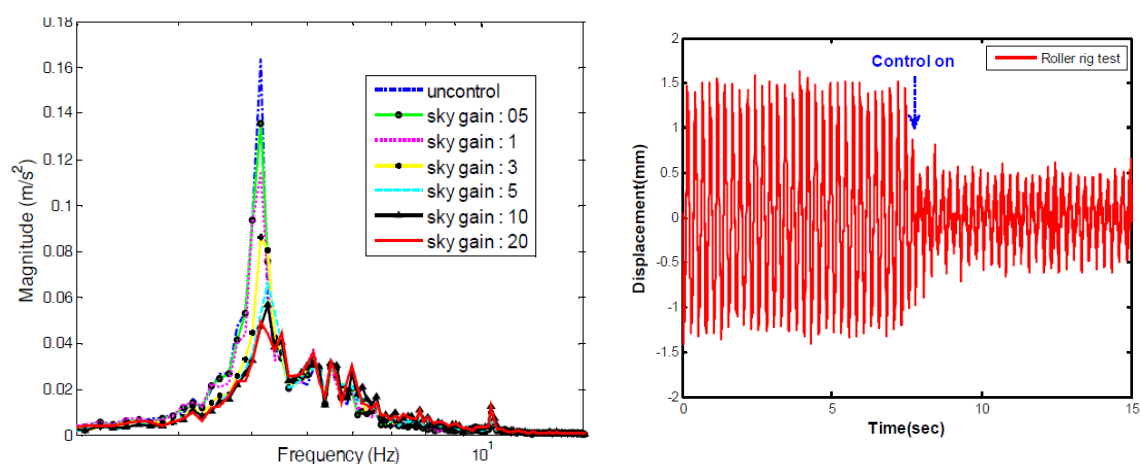 0.18
0.16
0.14
0.12
0.1
0.08
0.06
0.04
0.02
0
Magnitude (m/s²)
Frequency (Hz)
10¹
uncontrol
sky gain : 05
sky gain : 1
sky gain : 3
sky gain : 5
sky gain : 10
sky gain : 20
2
1.5
1
0.5
0
-0.5
-1
-1.5
-2
Displacement(mm)
Control on
Roller rig test
0
5
10
15
Time(sec)